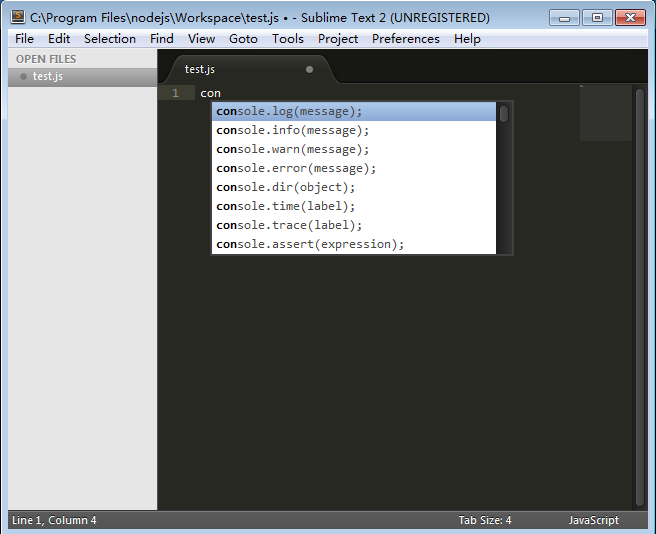 C:\Program Files\nodejs\Workspace\test.js • - Sublime Text 2 (UNREGISTERED)
File Edit Selection Find View Goto Tools Project Preferences Help
OPEN FILES
test.js
test.js
1 con
console.log(message);
console.info(message);
console.warn(message);
console.error(message);
console.dir(object);
console.time(label);
console.trace(label);
console.assert(expression);
Line 1, Column 4 Tab Size: 4 JavaScript